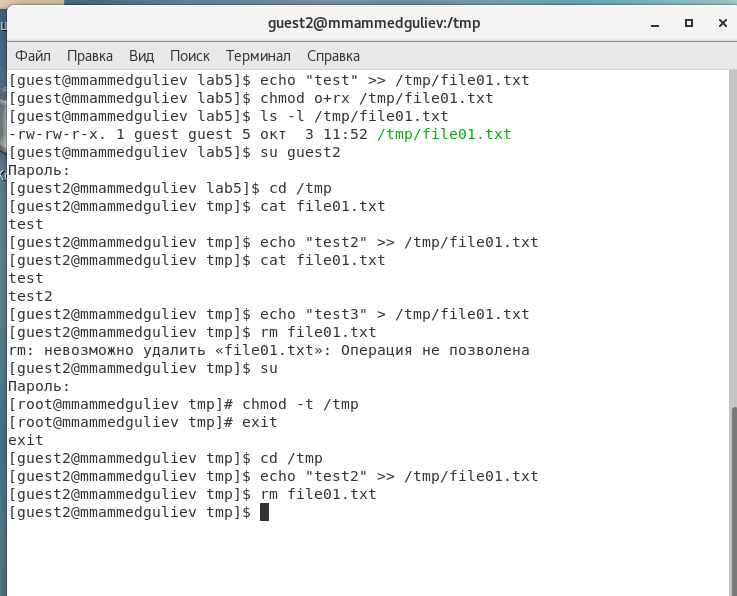 guest2@mmammedguliev:/tmp
Файл Правка Вид Поиск Терминал Справка
[guest@mmammedguliev lab5]$ echo "test" >> /tmp/file01.txt
[guest@mmammedguliev lab5]$ chmod o+rx /tmp/file01.txt
[guest@mmammedguliev lab5]$ ls -l /tmp/file01.txt
-rw-rw-r-x. 1 guest guest 5 окт  3 11:52 /tmp/file01.txt
[guest@mmammedguliev lab5]$ su guest2
Пароль:
[guest2@mmammedguliev lab5]$ cd /tmp
[guest2@mmammedguliev tmp]$ cat file01.txt
test
[guest2@mmammedguliev tmp]$ echo "test2" >> /tmp/file01.txt
[guest2@mmammedguliev tmp]$ cat file01.txt
test
test2
[guest2@mmammedguliev tmp]$ echo "test3" > /tmp/file01.txt
[guest2@mmammedguliev tmp]$ rm file01.txt
rm: невозможно удалить «file01.txt»: Операция не позволена
[guest2@mmammedguliev tmp]$ su
Пароль:
[root@mmammedguliev tmp]# chmod -t /tmp
[root@mmammedguliev tmp]# exit
exit
[guest2@mmammedguliev tmp]$ cd /tmp
[guest2@mmammedguliev tmp]$ echo "test2" >> /tmp/file01.txt
[guest2@mmammedguliev tmp]$ rm file01.txt
[guest2@mmammedguliev tmp]$